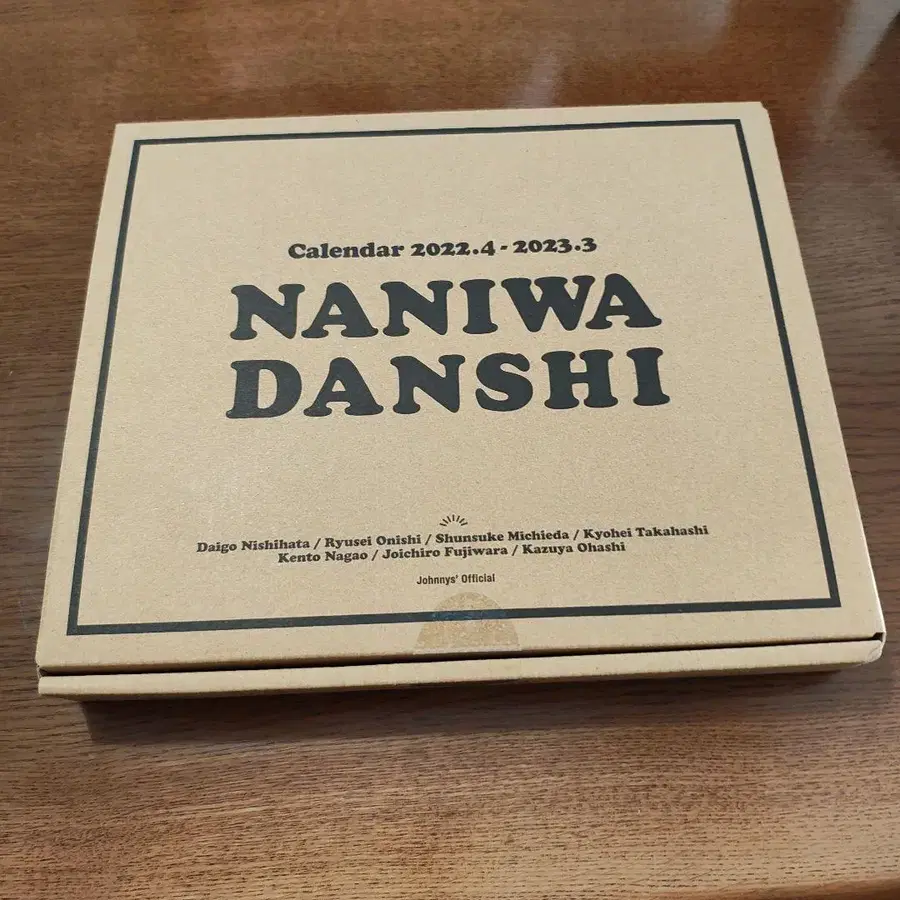 Calendar 2022.4 - 2023.3
NANIWA
DANSHI
Daigo Nishihata / Ryusei Onishi / Shunsuke Michieda / Kyohei Takahashi
Kento Nagao / Joichiro Fujiwara / Kazuya Ohashi
Johnnys' Official